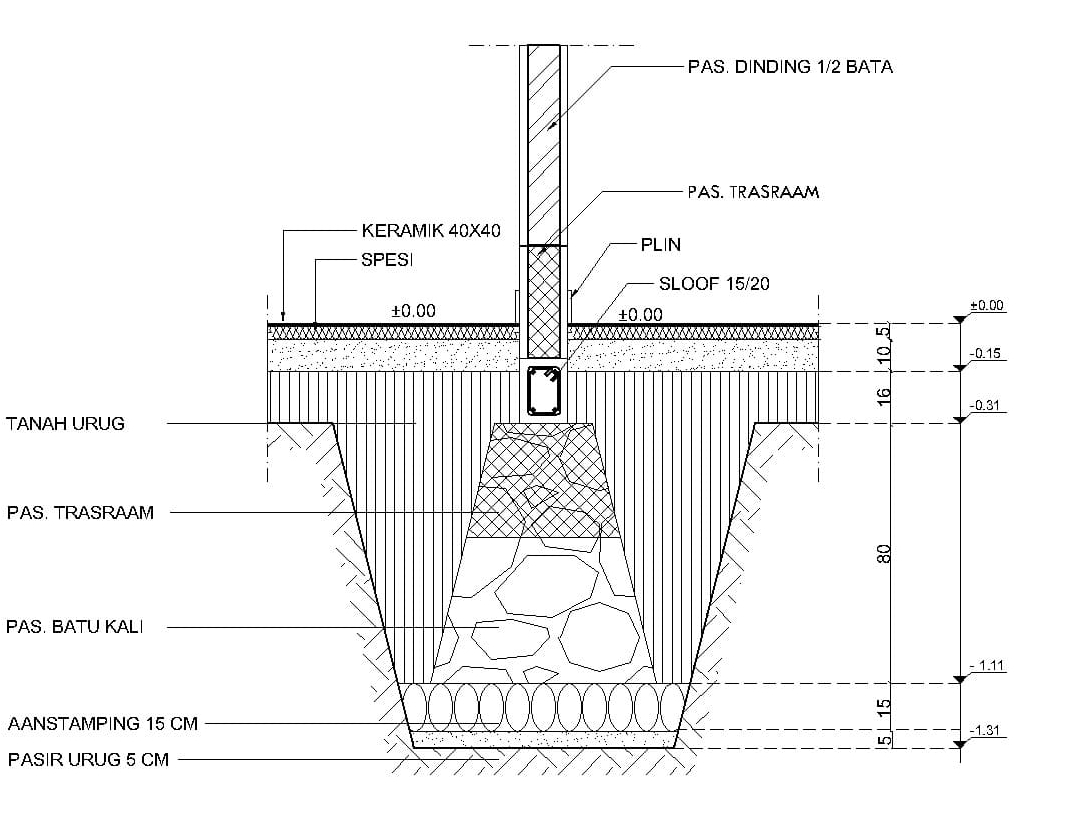 PAS. DINDING 1/2 BATA
PAS. TRASRAAM
KERAMIK 40X40
PLIN
SPESI
SLOOF 15/20
±0.00
±0.00
±0.00
5
-0.15
10
16
-0.31
TANAH URUG
PAS. TRASRAAM
80
PAS. BATU KALI
- 1.11
15
AANSTAMPING 15 CM
-1.31
5
PASIR URUG 5 CM